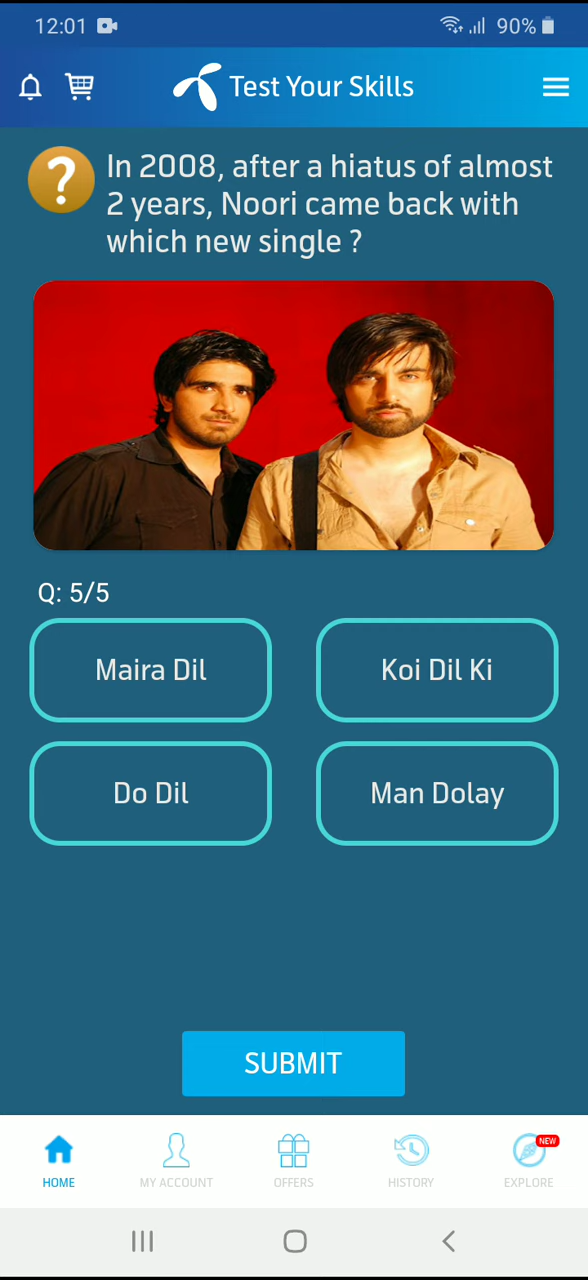 12:01
90%
Test Your Skills
In 2008, after a hiatus of almost
2 years, Noori came back with
which new single ?
Q: 5/5
Maira Dil
Koi Dil Ki
Do Dil
Man Dolay
SUBMIT
NEW
HOME
MY ACCOUNT
OFFERS
HISTORY
EXPLORE